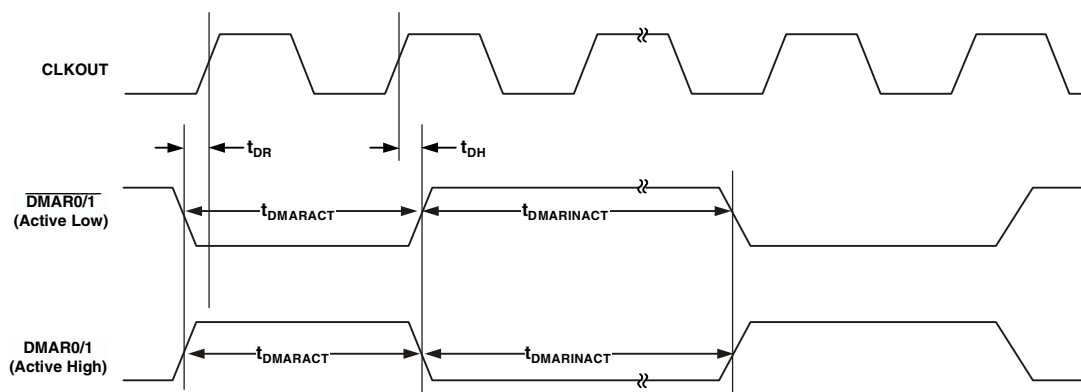 CLKOUT
tDR
tDH
DMAR0/1
(Active Low)
tDMARACT
tDMARINACT
DMAR0/1
(Active High)
tDMARACT
tDMARINACT